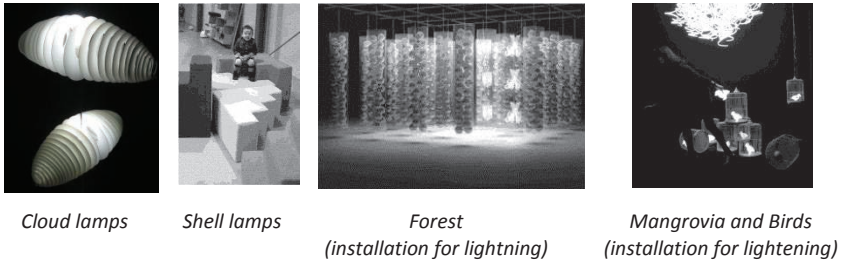 Cloud lamps
Shell lamps
Forest
(installation for lightning)
Mangrovia and Birds
(installation for lightening)